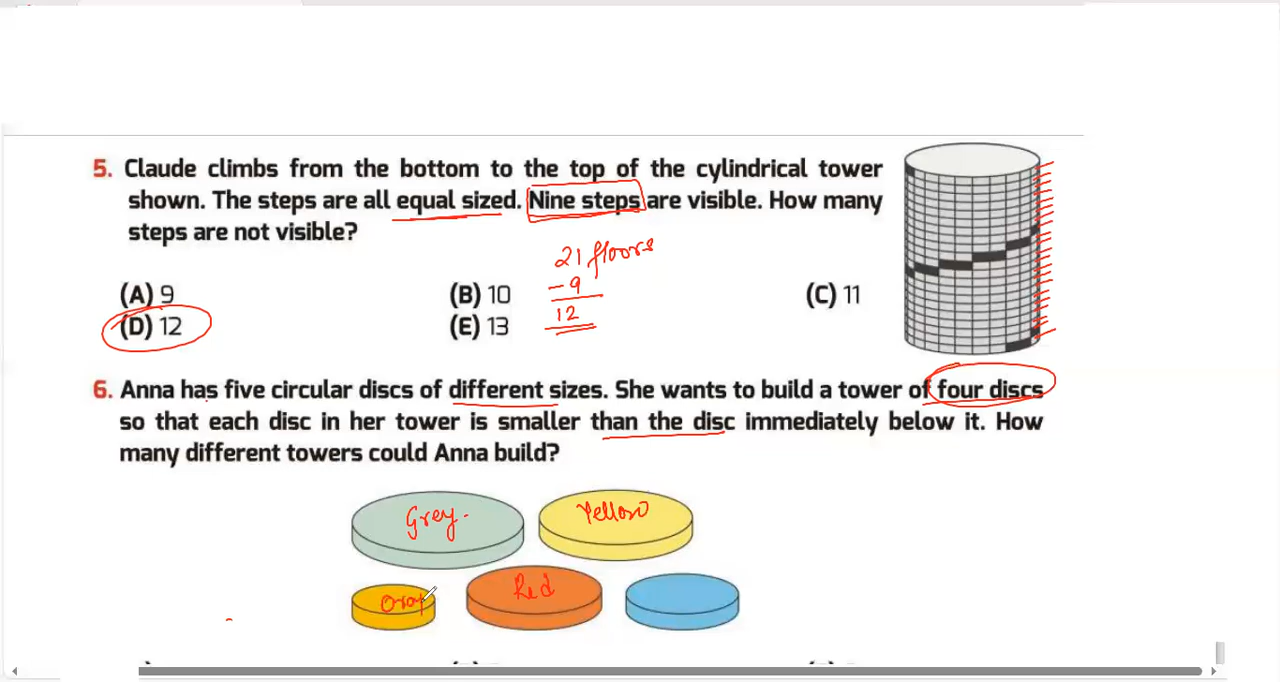 5. Claude climbs from the bottom to the top of the cylindrical tower
shown. The steps are all equal sized. Nine steps are visible. How many
steps are not visible?
21 floors
- 9
12
(A) 9
(B) 10
(C) 11
(D) 12
(E) 13
6. Anna has five circular discs of different sizes. She wants to build a tower of four discs
so that each disc in her tower is smaller than the disc immediately below it. How
many different towers could Anna build?
Grey.
Yellow
Red